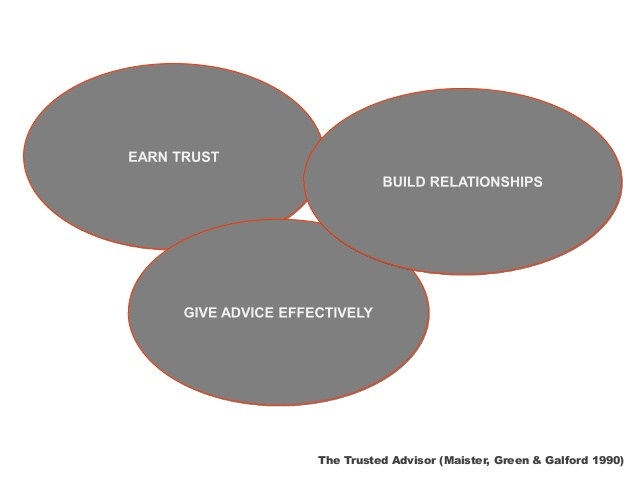 EARN TRUST
BUILD RELATIONSHIPS
GIVE ADVICE EFFECTIVELY
The Trusted Advisor (Maister, Green & Galford 1990)